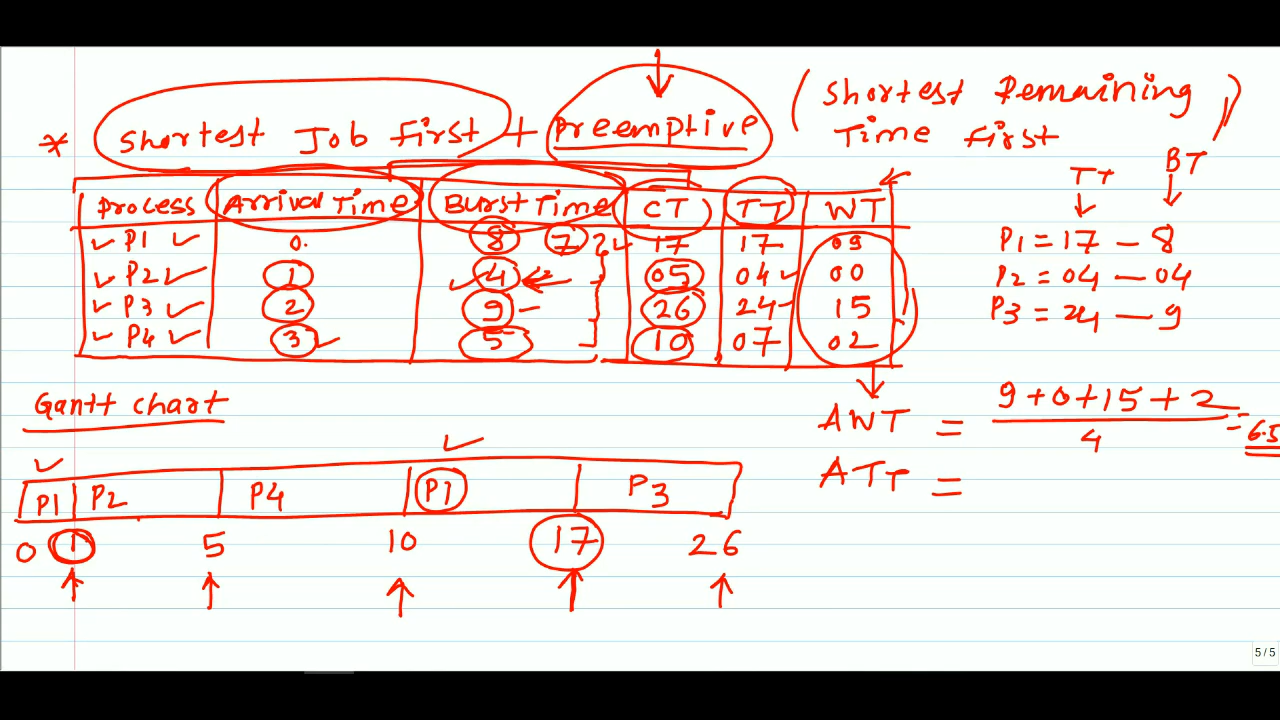 * Shortest Job First + Preemptive (Shortest Remaining
Time First)
Process Arrival Time Burst Time CT TT WT
P1 0 8 7 17 17 09
P2 1 4 05 04 00
P3 2 9 26 24 15
P4 3 5 10 07 02
TT BT
P1 = 17 - 8
P2 = 04 - 04
P3 = 24 - 9
AWT = 9+0+15+2 / 4 = 6.5
ATT =
Gantt chart
P1 P2 P4 P1 P3
0 1 5 10 17 26
5 / 5